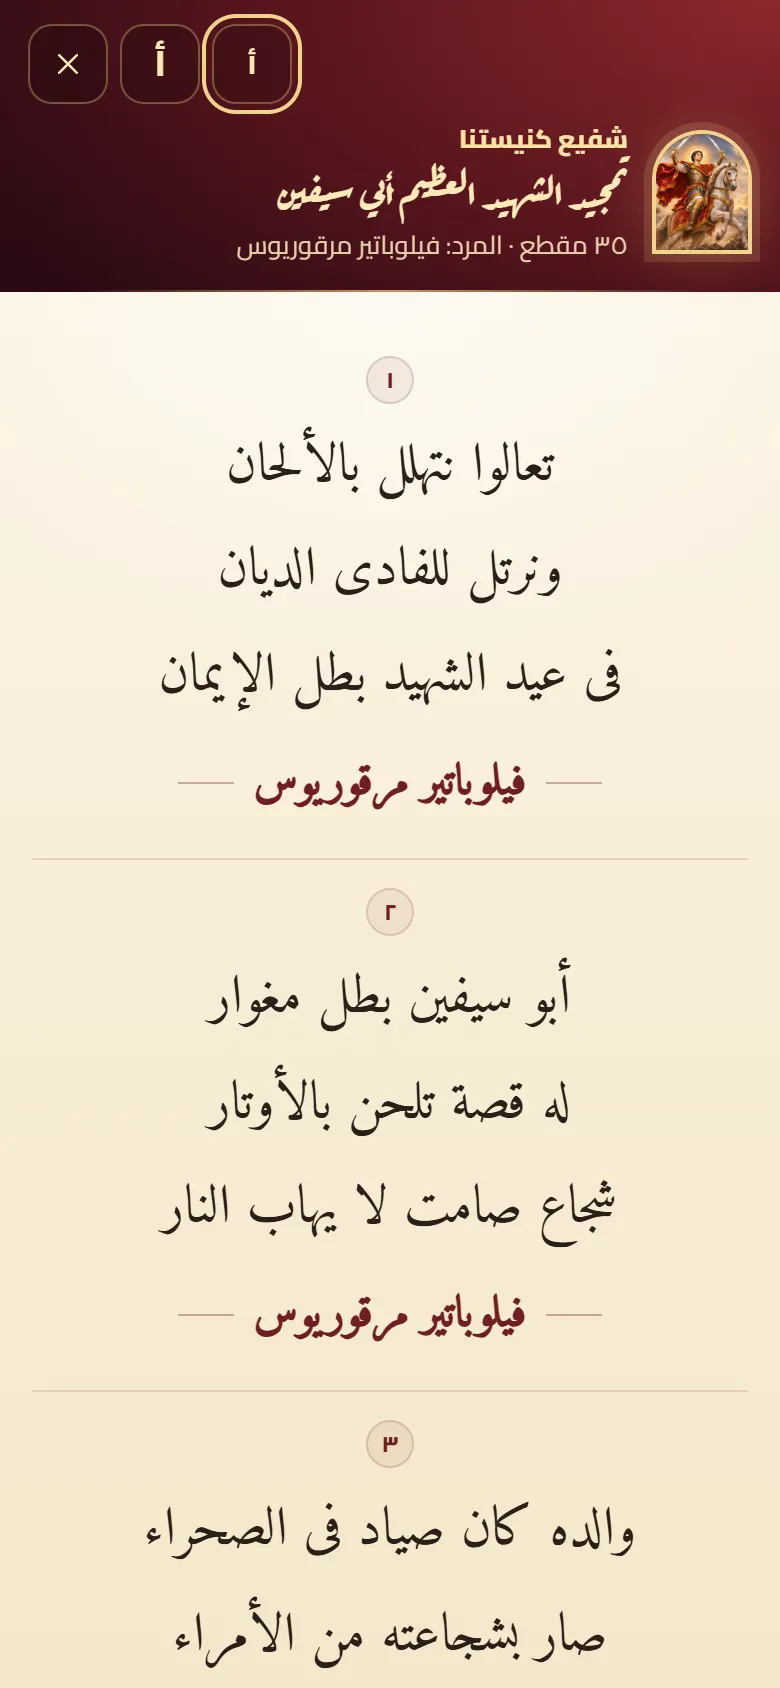 أ
أ
شفيع كنيستنا
تمجيد الشهيد العظيم أبي سيفين
٣٥ مقطع · المرد: فيلوباتير مرقوريوس
١
تعالوا نتهلل بالألحان
ونرتل للفادى الديان
فى عيد الشهيد بطل الإيمان
فيلوباتير مرقوريوس
٢
أبو سيفين بطل مغوار
له قصة تلحن بالأوتار
شجاع صامت لا يهاب النار
فيلوباتير مرقوريوس
٣
والده كان صياد فى الصحراء
صار بشجاعته من الأمراء